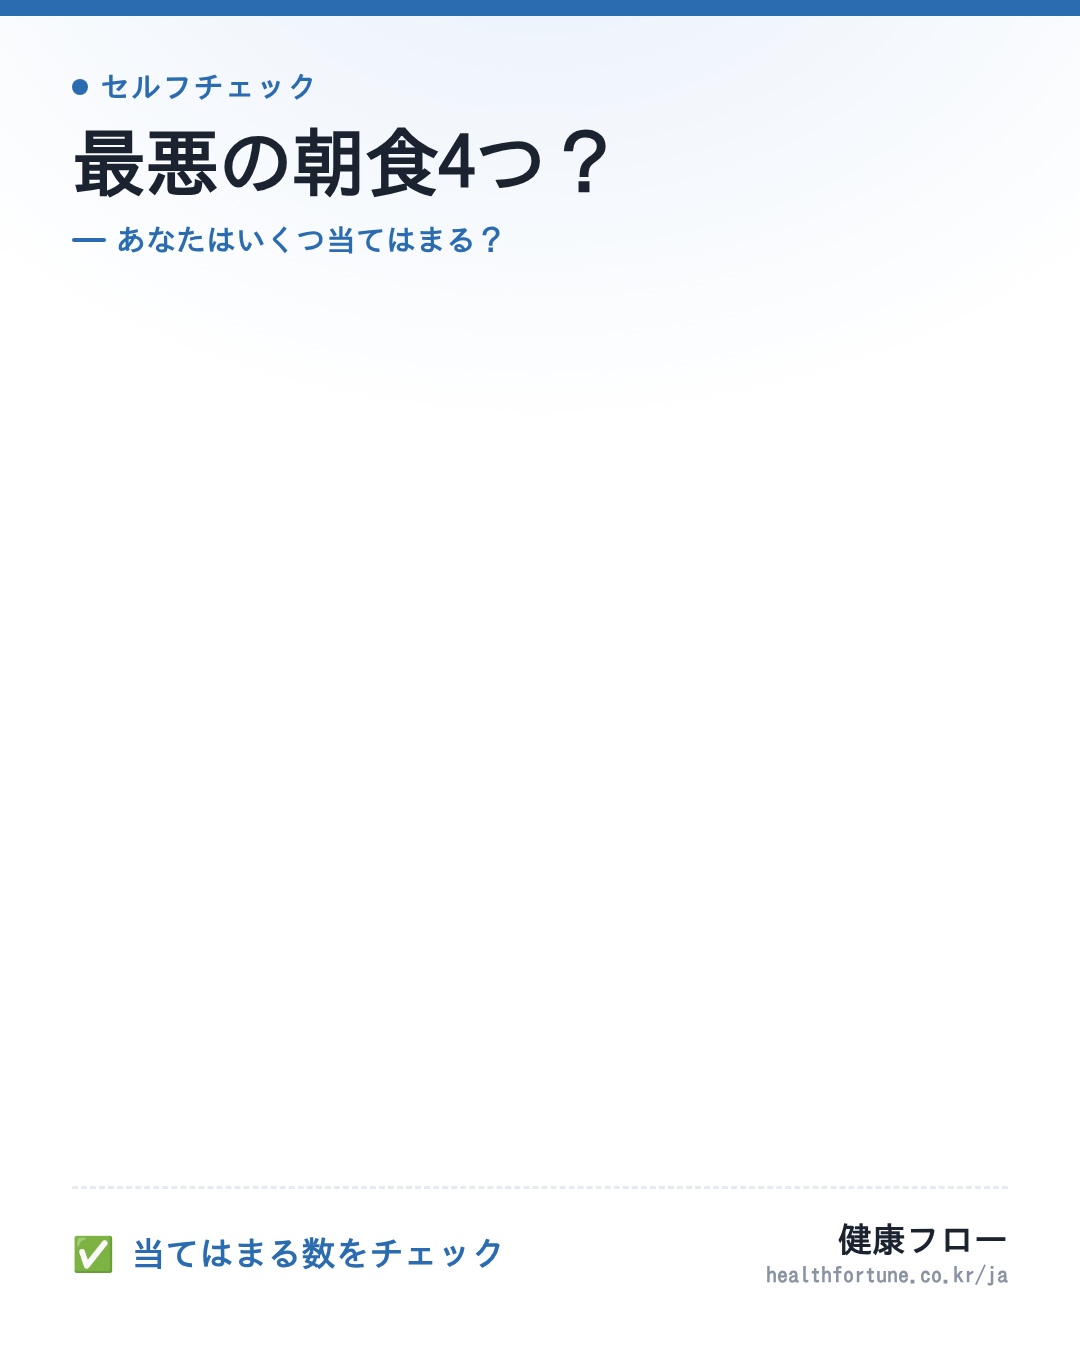 セルフチェック
最悪の朝食4つ？
— あなたはいくつ当てはまる？
✅ 当てはまる数をチェック
健康フロー
healthfortune.co.kr/ja